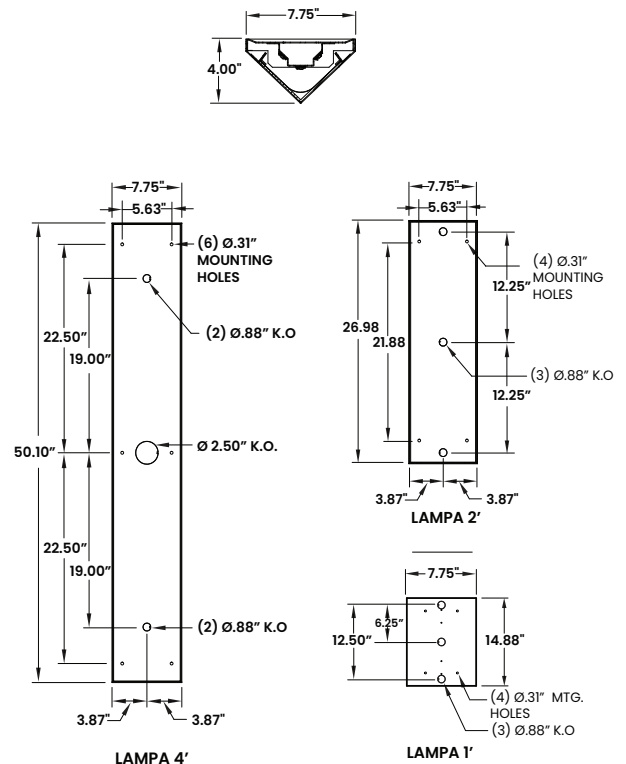 7.75"
4.00"
7.75"
5.63"
(6) Ø.31"
MOUNTING
HOLES
(2) Ø.88" K.O
22.50"
19.00"
Ø 2.50" K.O.
50.10"
22.50"
19.00"
(2) Ø.88" K.O
3.87"
3.87"
LAMPA 4'
7.75"
5.63"
(4) Ø.31"
MOUNTING
HOLES
12.25"
26.98
21.88
(3) Ø.88" K.O
12.25"
3.87"
3.87"
LAMPA 2'
7.75"
6.25"
12.50"
14.88"
(4) Ø.31" MTG.
HOLES
(3) Ø.88" K.O
LAMPA 1'